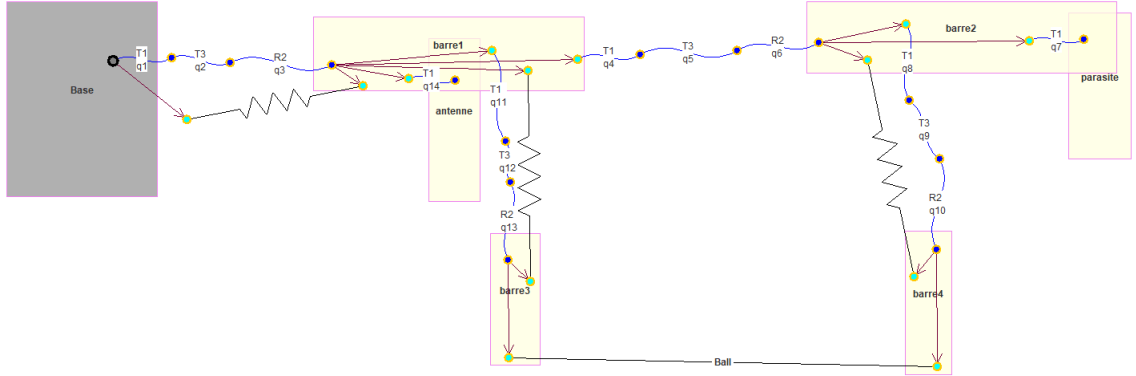 Base
T1
q1
T3
q2
R2
q3
barre1
T1
q14
antenne
T1
q11
T3
q12
R2
q13
barre3
T1
q4
T3
q5
R2
q6
barre2
T1
q7
parasite
T1
q8
T3
q9
R2
q10
barre4
Ball